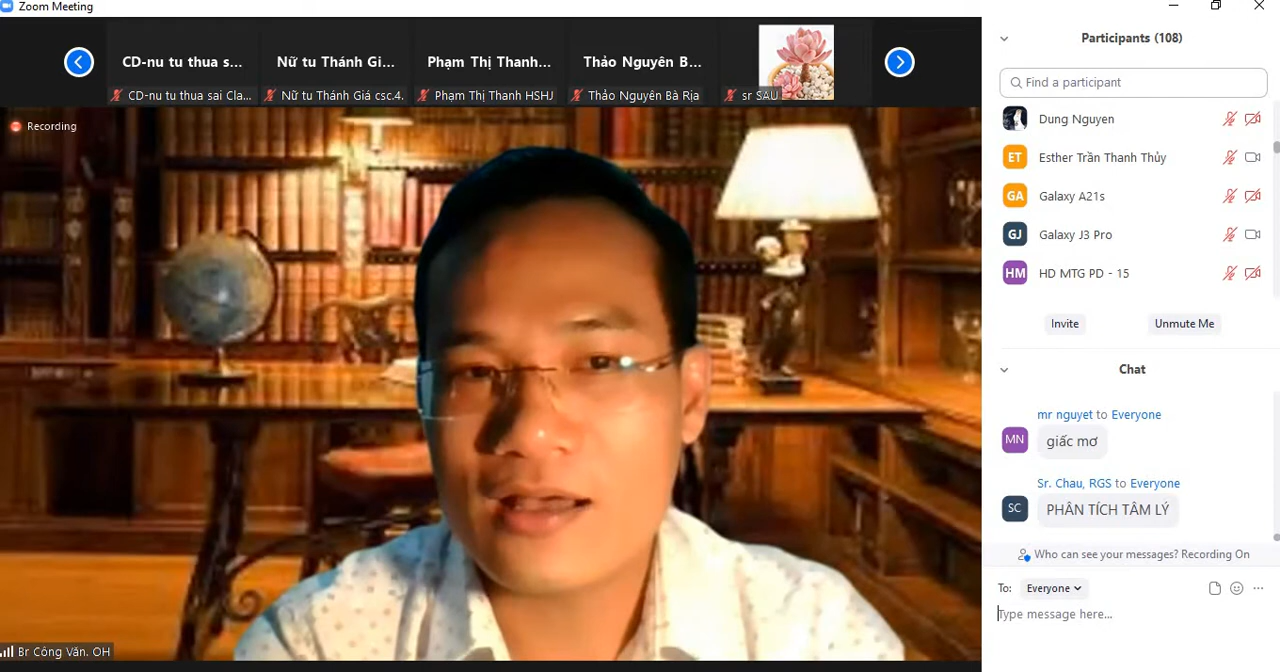 Zoom Meeting
CD-nu tu thua s...
Nữ tu Thánh Gi...
Phạm Thị Thanh...
Thảo Nguyên B...
CD-nu tu thua sai Cla...
Nữ tu Thánh Giá csc.4.
Phạm Thị Thanh HSHJ
Thảo Nguyên Bà Rịa
sr SAU
Recording
Br Công Văn. OH
Participants (108)
Find a participant
Dung Nguyen
ET Esther Trần Thanh Thủy
GA Galaxy A21s
GJ Galaxy J3 Pro
HM HD MTG PD - 15
Invite
Unmute Me
Chat
mr nguyet to Everyone
MN giấc mơ
Sr. Chau, RGS to Everyone
SC PHÂN TÍCH TÂM LÝ
Who can see your messages? Recording On
To: Everyone
Type message here...